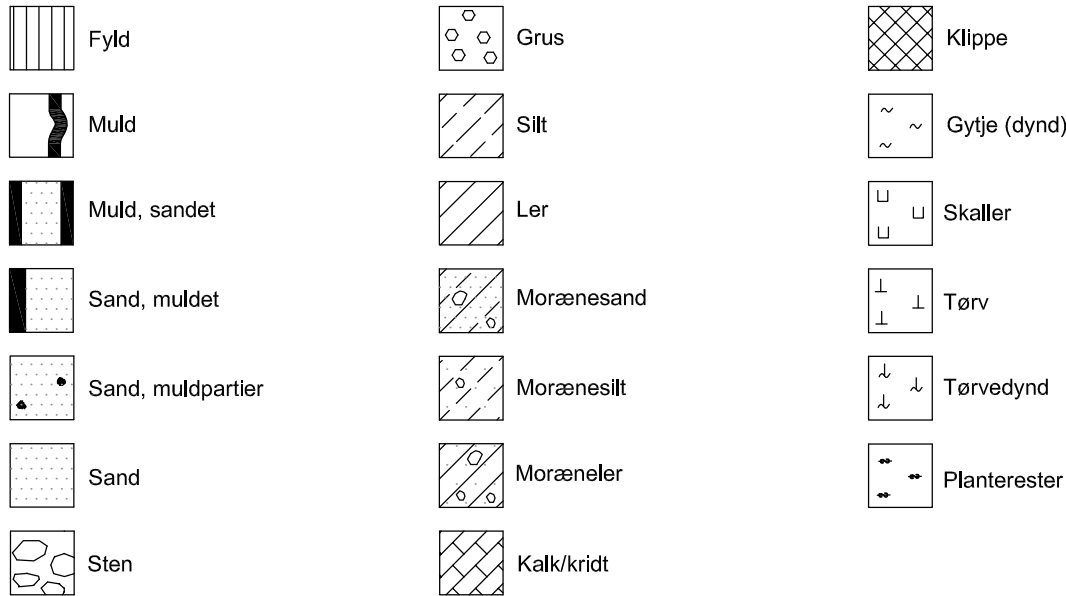 Fyld
Muld
Muld, sandet
Sand, muldet
Sand, muldpartier
Sand
Sten
Grus
Silt
Ler
Morænesand
Morænesilt
Moræneler
Kalk/kridt
Klippe
Gytje (dynd)
Skaller
Tørv
Tørvedynd
Planterester